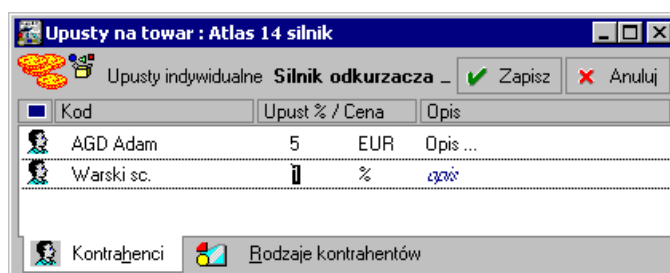 Upusty na towar : Atlas 14 silnik
Upusty indywidualne Silnik odkurzacza _ Zapisz Anuluj
Kod Upust % / Cena Opis
AGD Adam 5 EUR Opis ...
Warski sc. 1 % opis
Kontrahenci Rodzaje kontrahentów